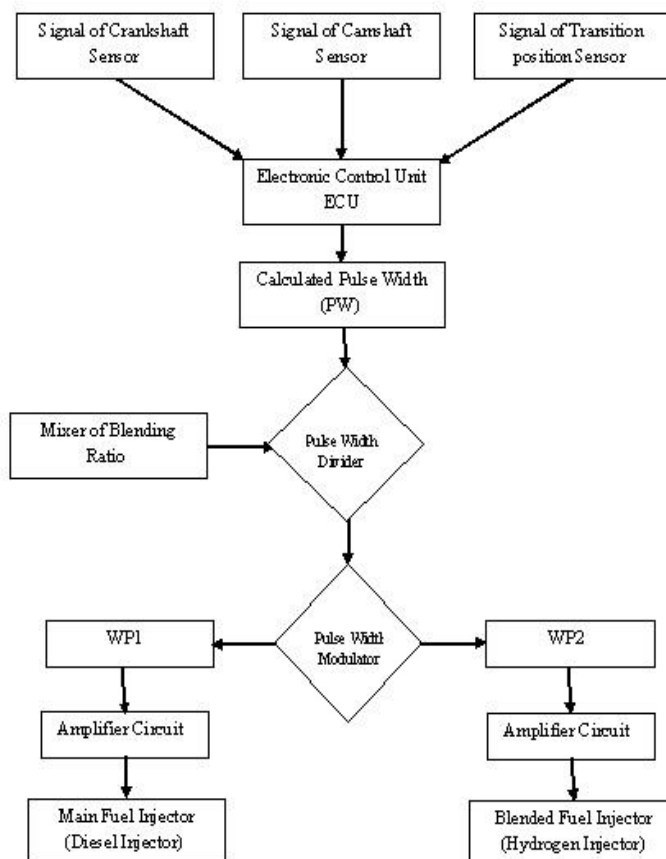 Signal of Crankshaft
Sensor
Signal of Camshaft
Sensor
Signal of Transition
position Sensor
Electronic Control Unit
ECU
Calculated Pulse Width
(PW)
Mixer of Blending
Ratio
Pulse Width
Divider
WP1
Pulse Width
Modulator
WP2
Amplifier Circuit
Amplifier Circuit
Main Fuel Injector
(Diesel Injector)
Blended Fuel Injector
(Hydrogen Injector)